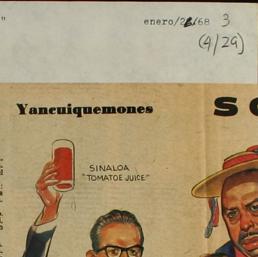 enero/2/68 3
(4/29)
Yancuiquemones
SINALOA
"TOMATOE JUICE"